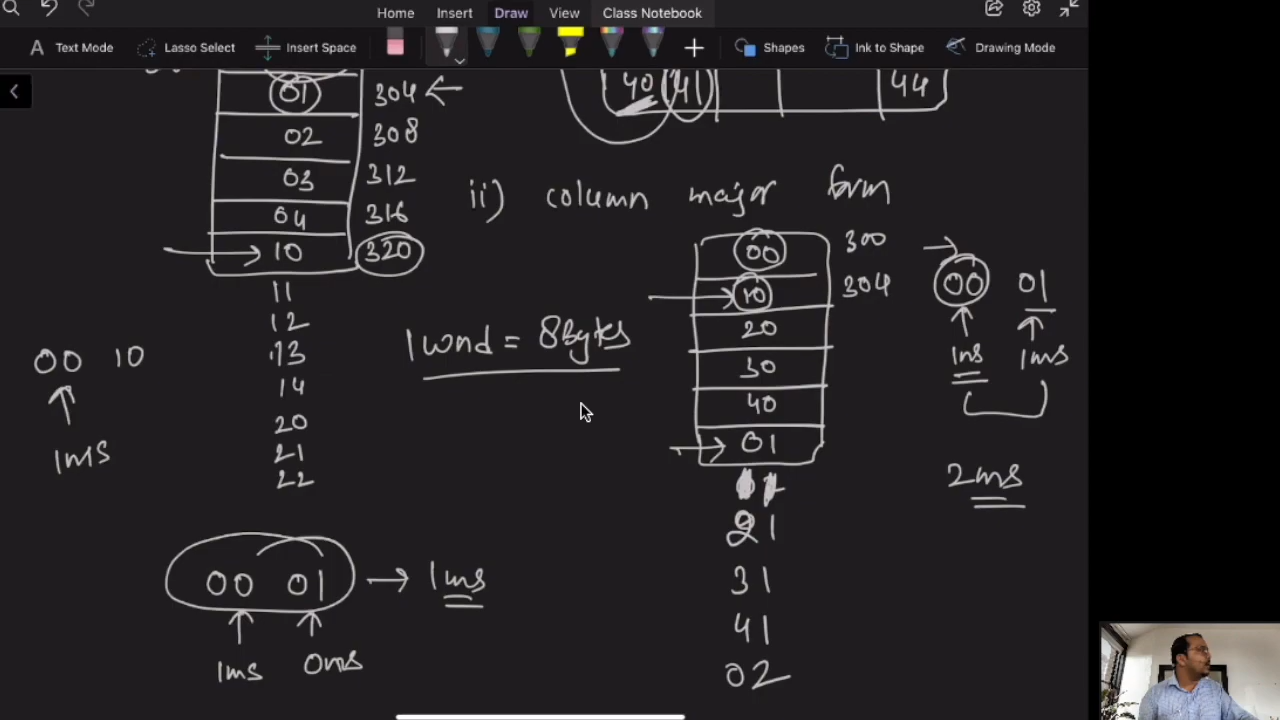 Home Insert Draw View Class Notebook
Text Mode Lasso Select Insert Space Shapes Ink to Shape Drawing Mode
01 304
02 308
03 312
04 316
10 320
11
12
13
14
20
21
22
00 10
1ms
00 01 → 1ms
1ms 0ms
40 41 44
ii) column major form
1 word = 8Bytes
00 300
10 304
20
30
40
01
21
31
41
02
00 01
1ms 1ms
2ms